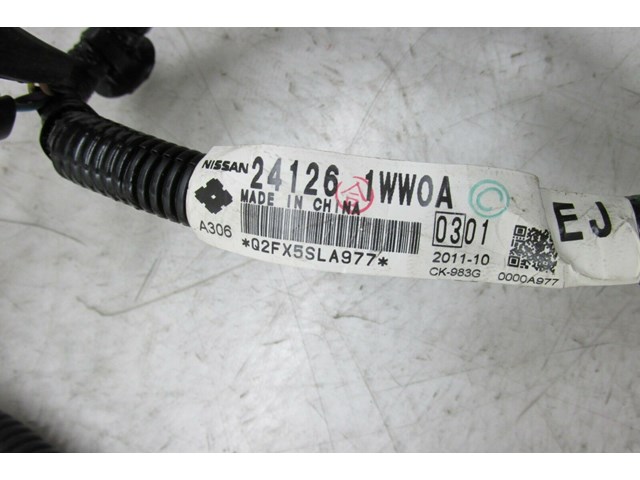 NISSAN 24126 1WW0A
MADE IN CHINA
A306
*Q2FX5SLA977*
0301
2011-10
CK-983G
0000A977
EJ